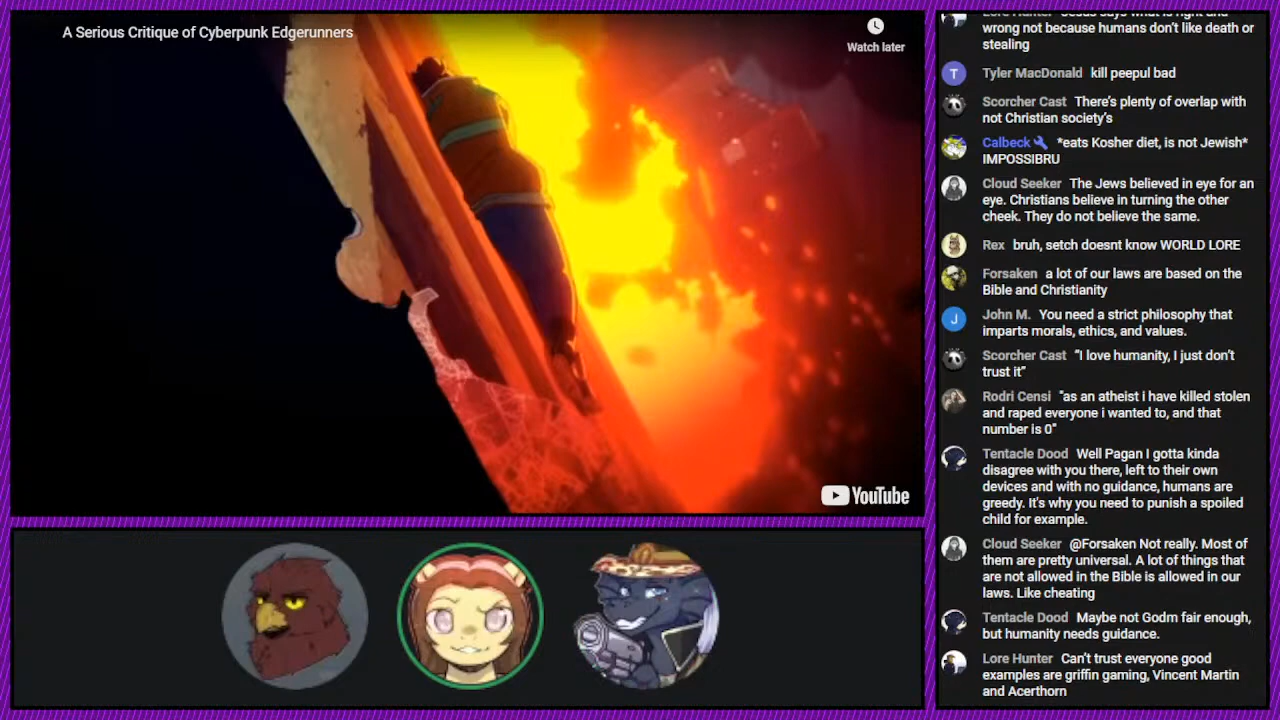 A Serious Critique of Cyberpunk Edgerunners
Watch later
YouTube
Lore Hunter Jesus says what is right and
wrong not because humans don't like death or
stealing
T
Tyler MacDonald kill peepul bad
Scorcher Cast There's plenty of overlap with
not Christian society's
Calbeck *eats Kosher diet, is not Jewish*
IMPOSSIBRU
Cloud Seeker The Jews believed in eye for an
eye. Christians believe in turning the other
cheek. They do not believe the same.
Rex bruh, setch doesnt know WORLD LORE
Forsaken a lot of our laws are based on the
Bible and Christianity
J
John M. You need a strict philosophy that
imparts morals, ethics, and values.
Scorcher Cast “I love humanity, I just don't
trust it”
Rodri Censi "as an atheist i have killed stolen
and raped everyone i wanted to, and that
number is 0"
Tentacle Dood Well Pagan I gotta kinda
disagree with you there, left to their own
devices and with no guidance, humans are
greedy. It's why you need to punish a spoiled
child for example.
Cloud Seeker @Forsaken Not really. Most of
them are pretty universal. A lot of things that
are not allowed in the Bible is allowed in our
laws. Like cheating
Tentacle Dood Maybe not Godm fair enough,
but humanity needs guidance.
Lore Hunter Can't trust everyone good
examples are griffin gaming, Vincent Martin
and Acerthorn